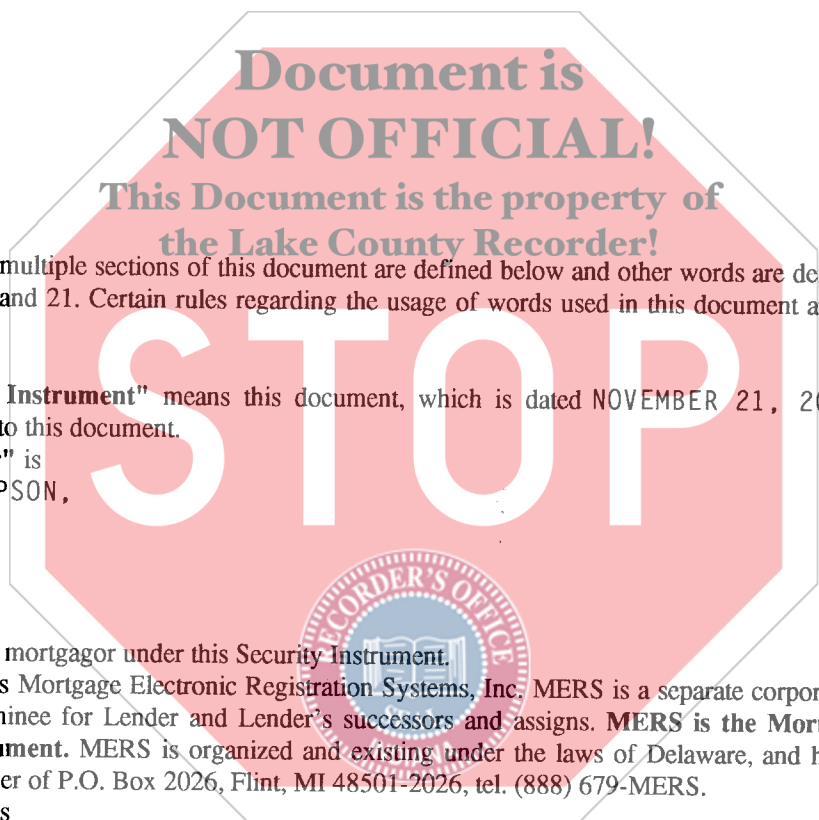 Document is
NOT OFFICIAL!
This Document is the property of
the Lake County Recorder!
multiple sections of this document are defined below and other words are de
and 21. Certain rules regarding the usage of words used in this document a
STOP
Instrument" means this document, which is dated NOVEMBER 21, 20
to this document.
" is
PSON,
RECORDER'S OFFICE
mortgagor under this Security Instrument.
s Mortgage Electronic Registration Systems, Inc. MERS is a separate corpor
ninee for Lender and Lender's successors and assigns. MERS is the Mort
ument. MERS is organized and existing under the laws of Delaware, and h
er of P.O. Box 2026, Flint, MI 48501-2026, tel. (888) 679-MERS.
s